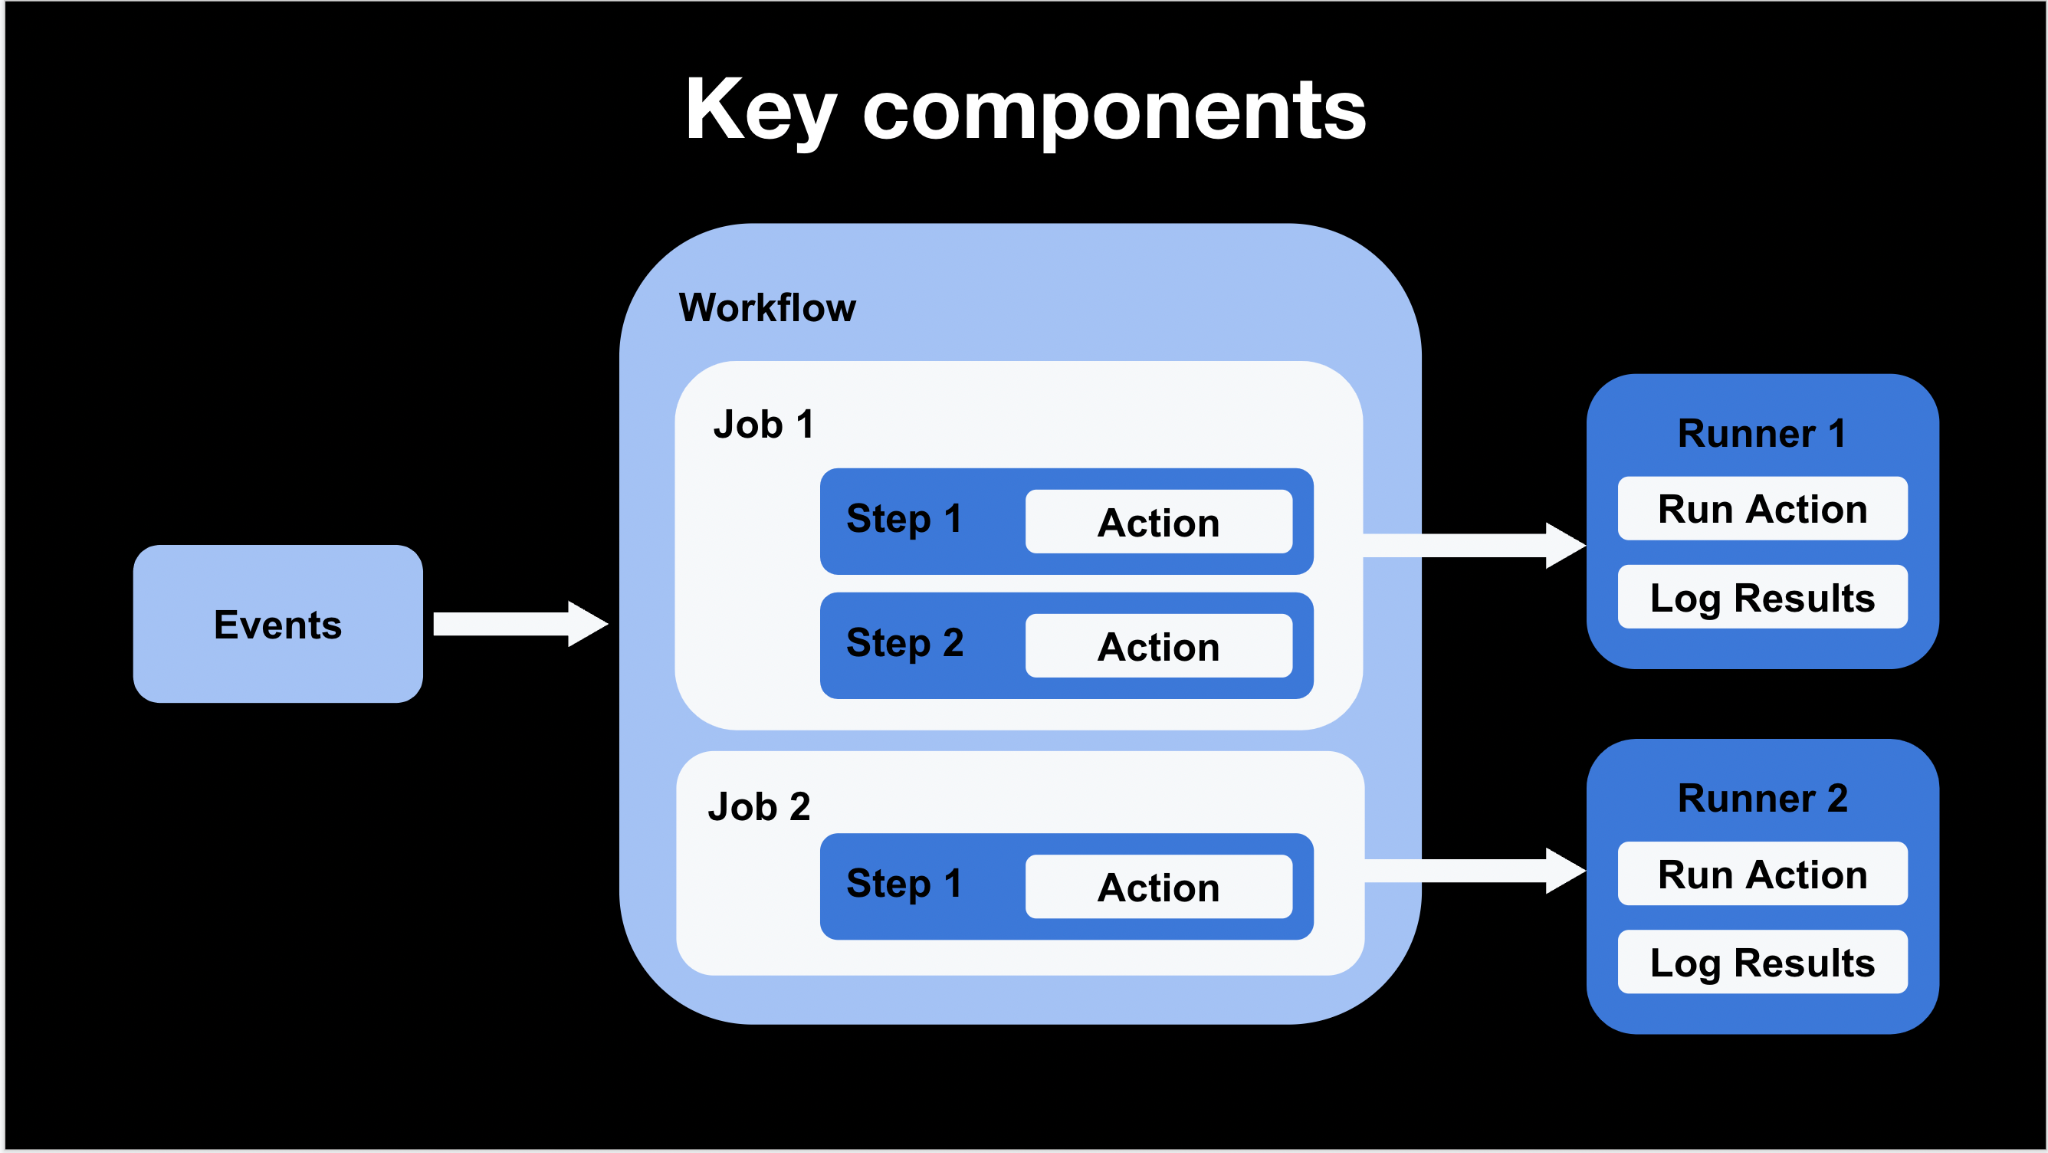 Key components
Events
Workflow
Job 1
Step 1
Action
Step 2
Action
Job 2
Step 1
Action
Runner 1
Run Action
Log Results
Runner 2
Run Action
Log Results